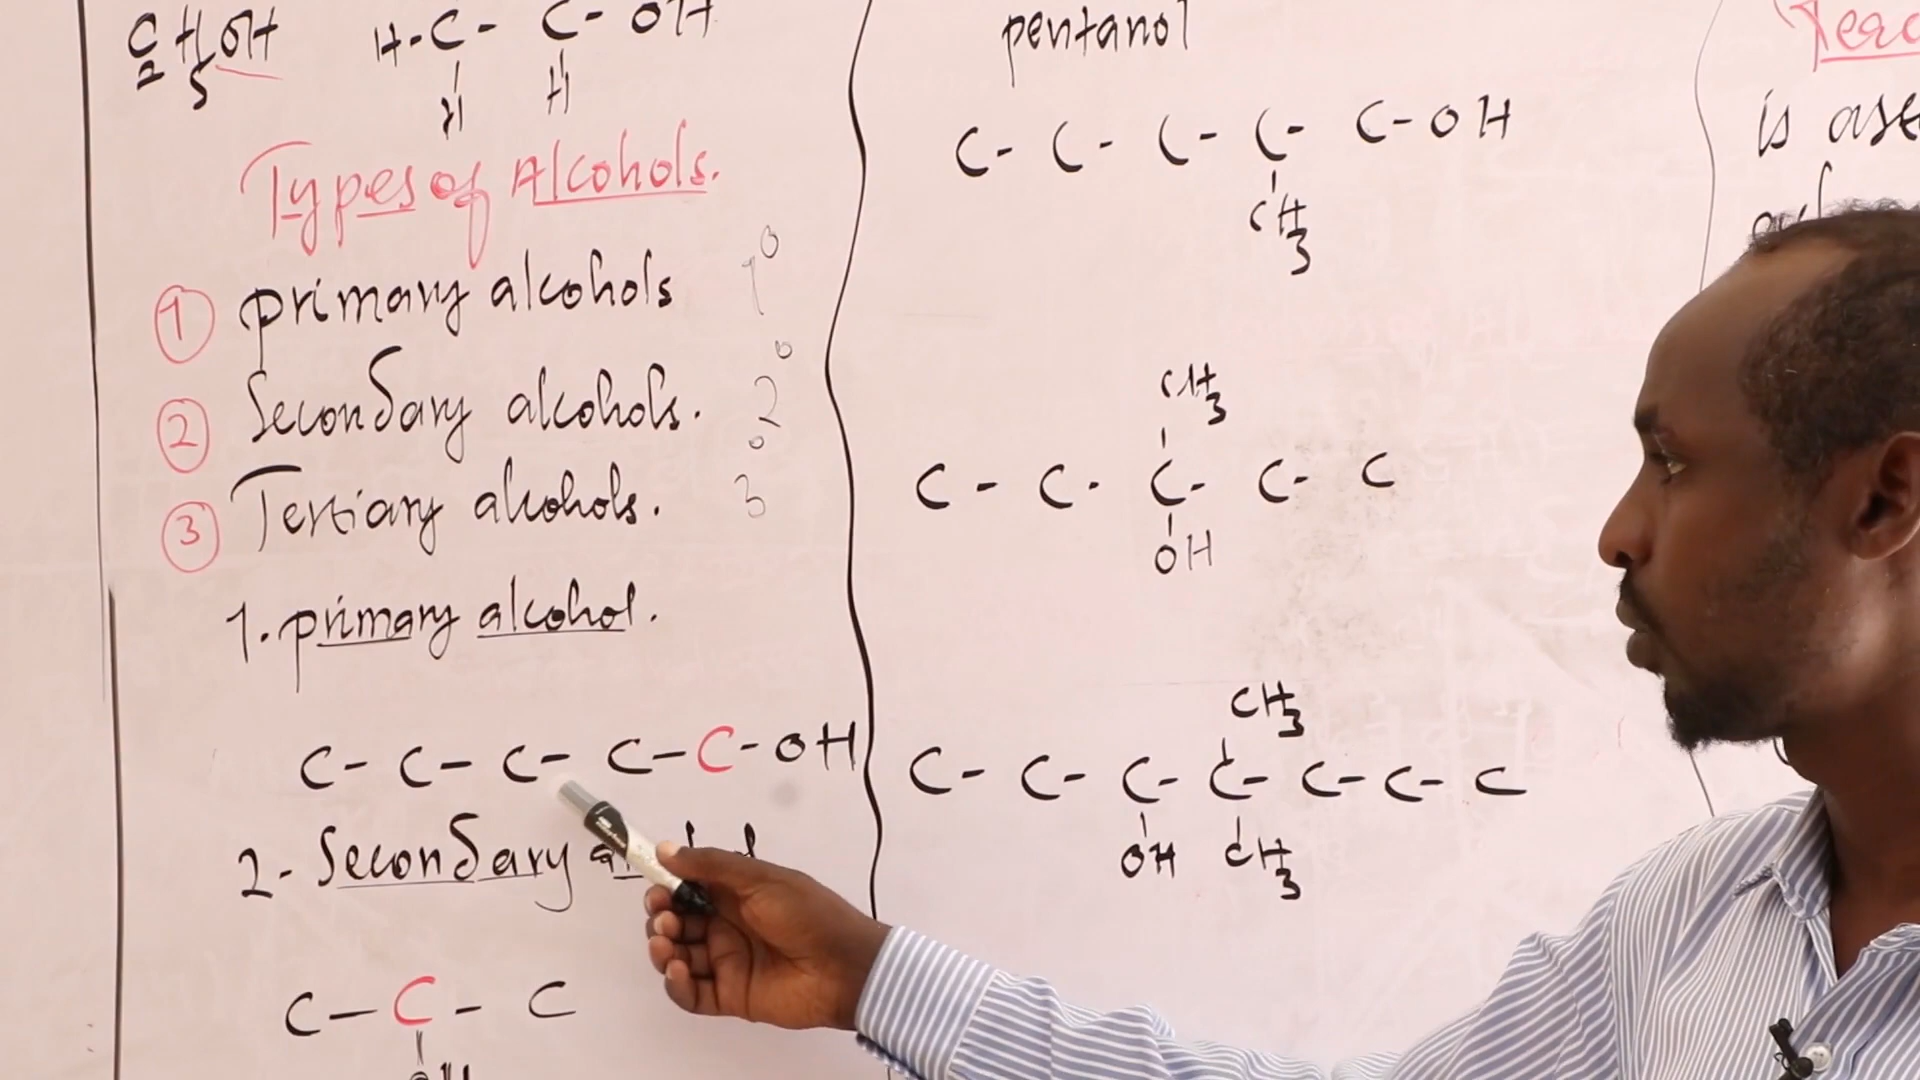 C2H5OH
H-C-C-OH
H H
Types of Alcohols.
1 primary alcohols 1°
2 Secondary alcohols. 2°
3 Tertiary alcohols. 3°
1. primary alcohol.
C-C-C-C-C-OH
2- Secondary
C-C-C
pentanol
C-C-C-C-C-OH
CH3
CH3
C-C-C-C-C
OH
CH3
C-C-C-C-C-C-C
OH CH3
is